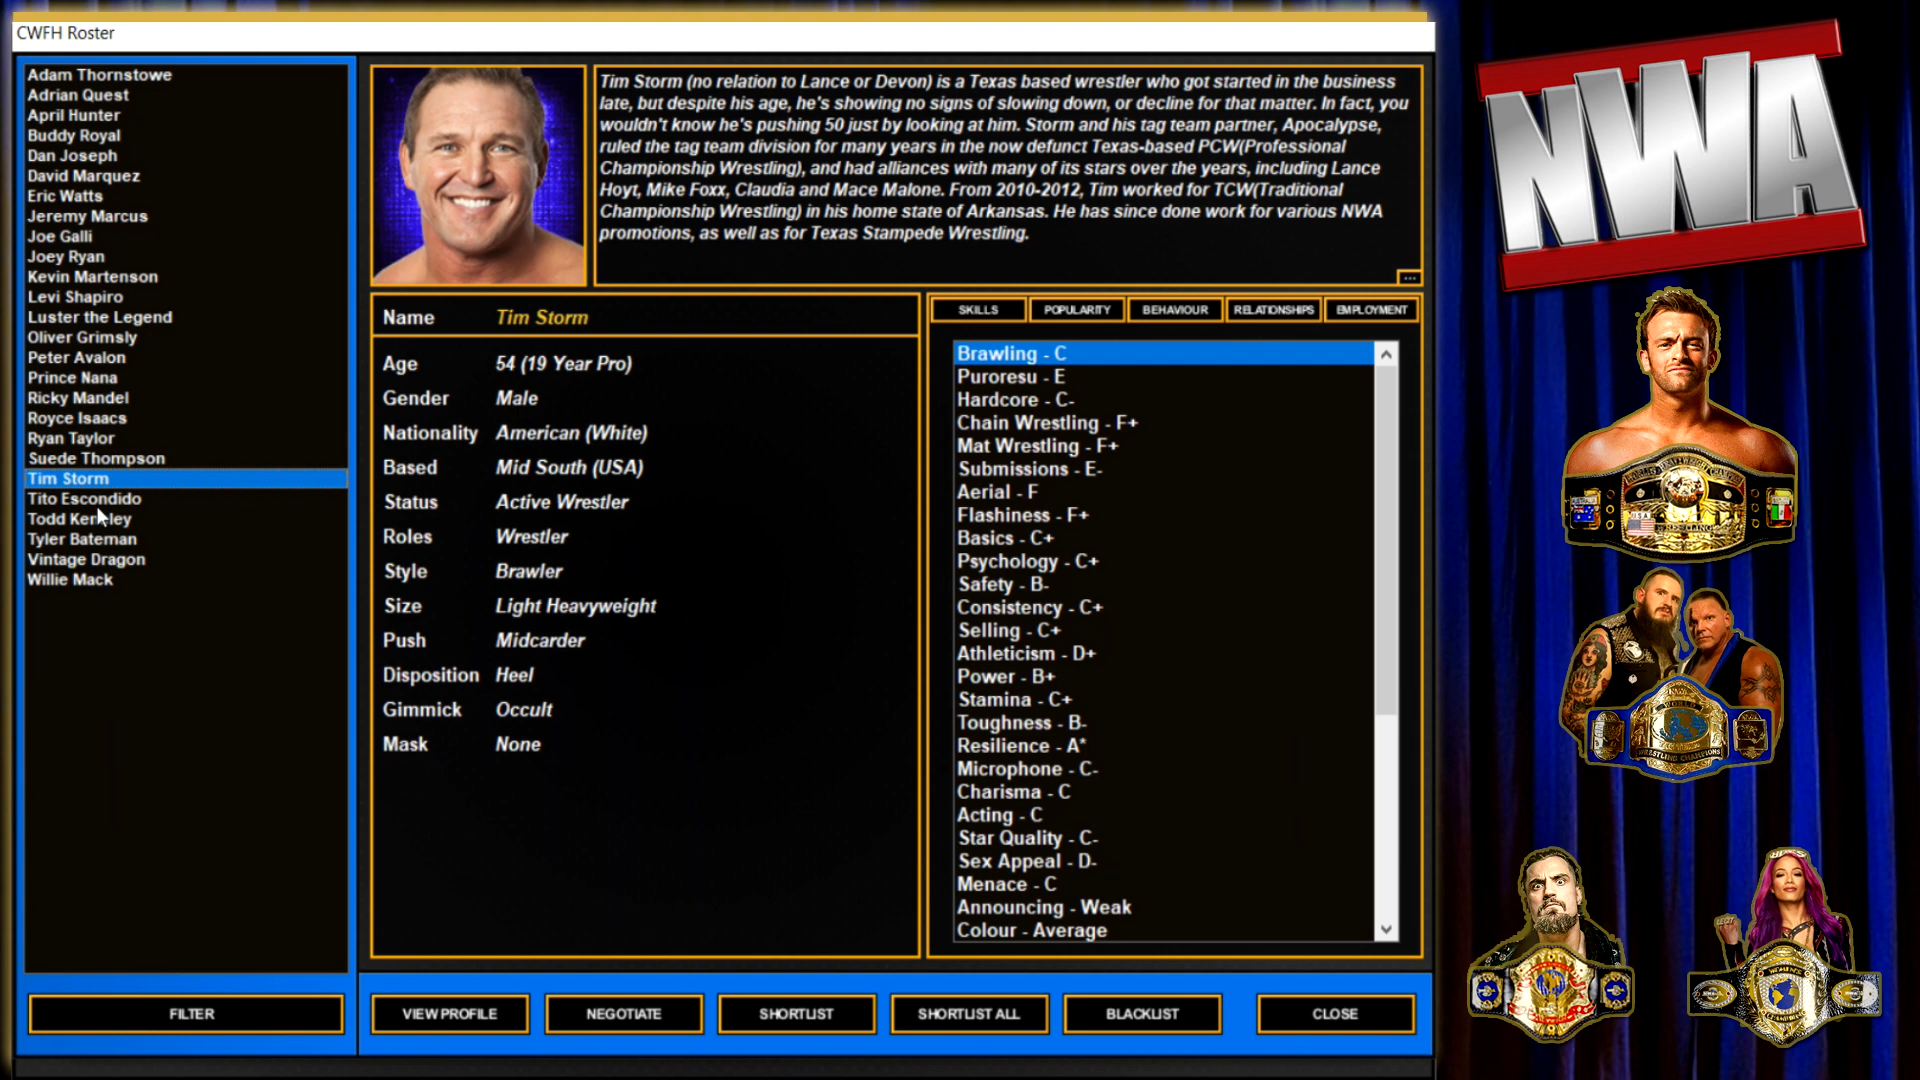 CWFH Roster
Adam Thornstowe
Adrian Quest
April Hunter
Buddy Royal
Dan Joseph
David Marquez
Eric Watts
Jeremy Marcus
Joe Galli
Joey Ryan
Kevin Martenson
Levi Shapiro
Luster the Legend
Oliver Grimsly
Peter Avalon
Prince Nana
Ricky Mandel
Royce Isaacs
Ryan Taylor
Suede Thompson
Tim Storm
Tito Escondido
Todd Keneley
Tyler Bateman
Vintage Dragon
Willie Mack
FILTER
Tim Storm (no relation to Lance or Devon) is a Texas based wrestler who got started in the business
late, but despite his age, he's showing no signs of slowing down, or decline for that matter. In fact, you
wouldn't know he's pushing 50 just by looking at him. Storm and his tag team partner, Apocalypse,
ruled the tag team division for many years in the now defunct Texas-based PCW(Professional
Championship Wrestling), and had alliances with many of its stars over the years, including Lance
Hoyt, Mike Foxx, Claudia and Mace Malone. From 2010-2012, Tim worked for TCW(Traditional
Championship Wrestling) in his home state of Arkansas. He has since done work for various NWA
promotions, as well as for Texas Stampede Wrestling.
...
Name Tim Storm
Age 54 (19 Year Pro)
Gender Male
Nationality American (White)
Based Mid South (USA)
Status Active Wrestler
Roles Wrestler
Style Brawler
Size Light Heavyweight
Push Midcarder
Disposition Heel
Gimmick Occult
Mask None
SKILLS POPULARITY BEHAVIOUR RELATIONSHIPS EMPLOYMENT
Brawling - C
Puroresu - E
Hardcore - C-
Chain Wrestling - F+
Mat Wrestling - F+
Submissions - E-
Aerial - F
Flashiness - F+
Basics - C+
Psychology - C+
Safety - B-
Consistency - C+
Selling - C+
Athleticism - D+
Power - B+
Stamina - C+
Toughness - B-
Resilience - A*
Microphone - C-
Charisma - C
Acting - C
Star Quality - C-
Sex Appeal - D-
Menace - C
Announcing - Weak
Colour - Average
VIEW PROFILE NEGOTIATE SHORTLIST SHORTLIST ALL BLACKLIST CLOSE
NWA